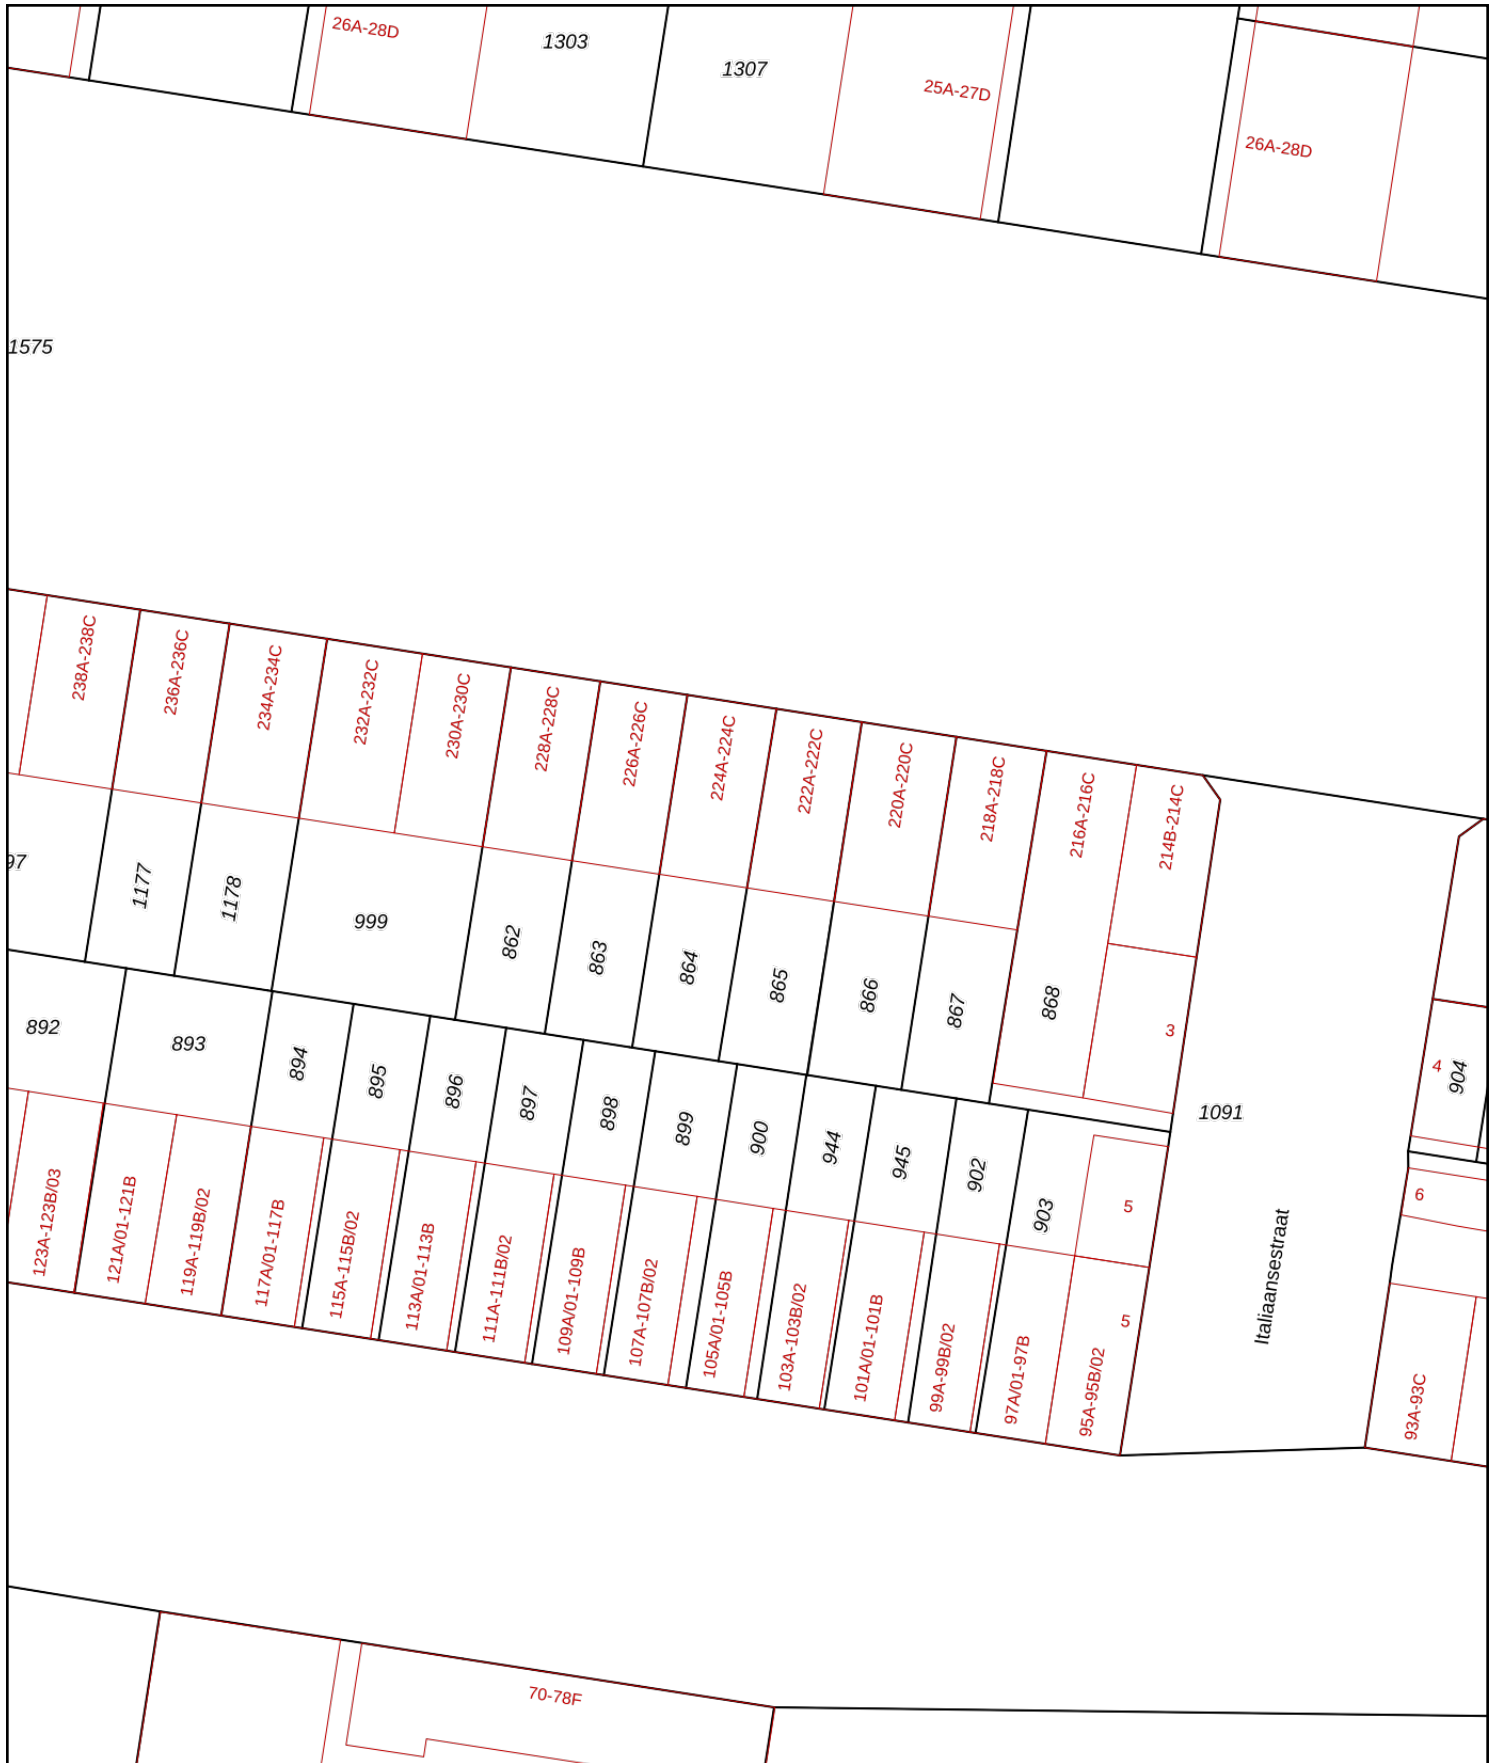 26A-28D
1303
1307
25A-27D
26A-28D
1575
238A-238C
236A-236C
234A-234C
232A-232C
230A-230C
228A-228C
226A-226C
224A-224C
222A-222C
220A-220C
218A-218C
216A-216C
214B-214C
97
1177
1178
999
862
863
864
865
866
867
868
3
892
893
894
895
896
897
898
899
900
944
945
902
903
5
1091
4
904
6
123A-123B/03
121A/01-121B
119A-119B/02
117A/01-117B
115A-115B/02
113A/01-113B
111A-111B/02
109A/01-109B
107A-107B/02
105A/01-105B
103A-103B/02
101A/01-101B
99A-99B/02
97A/01-97B
95A-95B/02
5
Italiaansestraat
93A-93C
70-78F